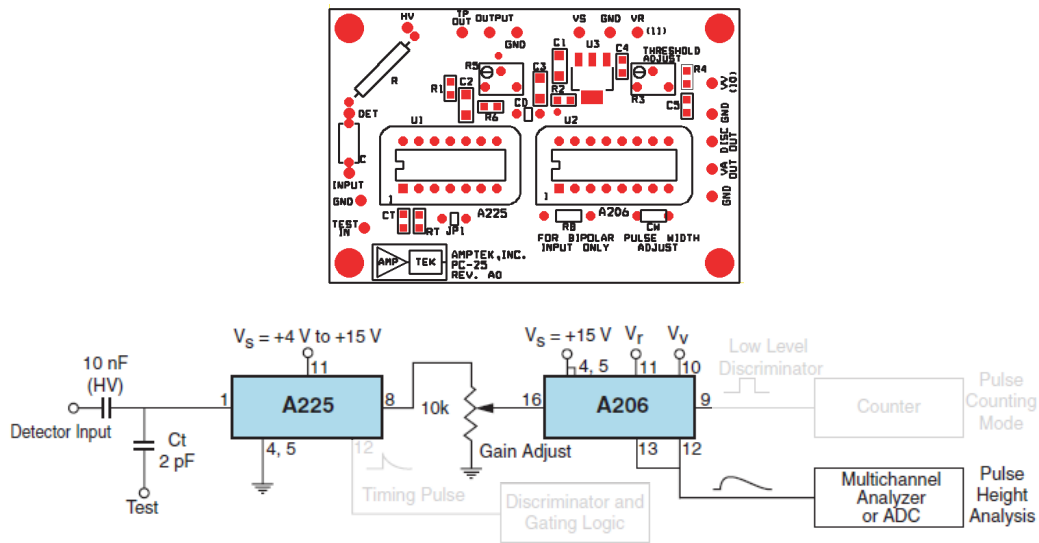 HV
TP
OUT
OUTPUT
GND
VS
GND
VR
(11)
C1
U3
C4
THRESHOLD
ADJUST
R4
VV
(10)
R5
R
R1
C2
C3
R2
R3
C5
GND
R6
CD
DET
U1
U2
DISC
OUT
C
VA
OUT
INPUT
1
1
GND
GND
A225
A206
CT
TEST
IN
RT
JP1
RB
CW
FOR BIPOLAR
INPUT ONLY
PULSE WIDTH
ADJUST
AMP
TEK
AMPTEK,INC.
PC-25
REV. A0
Vs = +4 V to +15 V
Vs = +15 V
Vr
Vv
Low Level
Discriminator
10 nF
(HV)
11
4, 5
11
10
1
A225
8
10k
16
A206
9
Counter
Pulse
Counting
Mode
Detector Input
Ct
2 pF
4, 5
12
Gain Adjust
13
12
Test
Timing Pulse
Discriminator and
Gating Logic
Multichannel
Analyzer
or ADC
Pulse
Height
Analysis